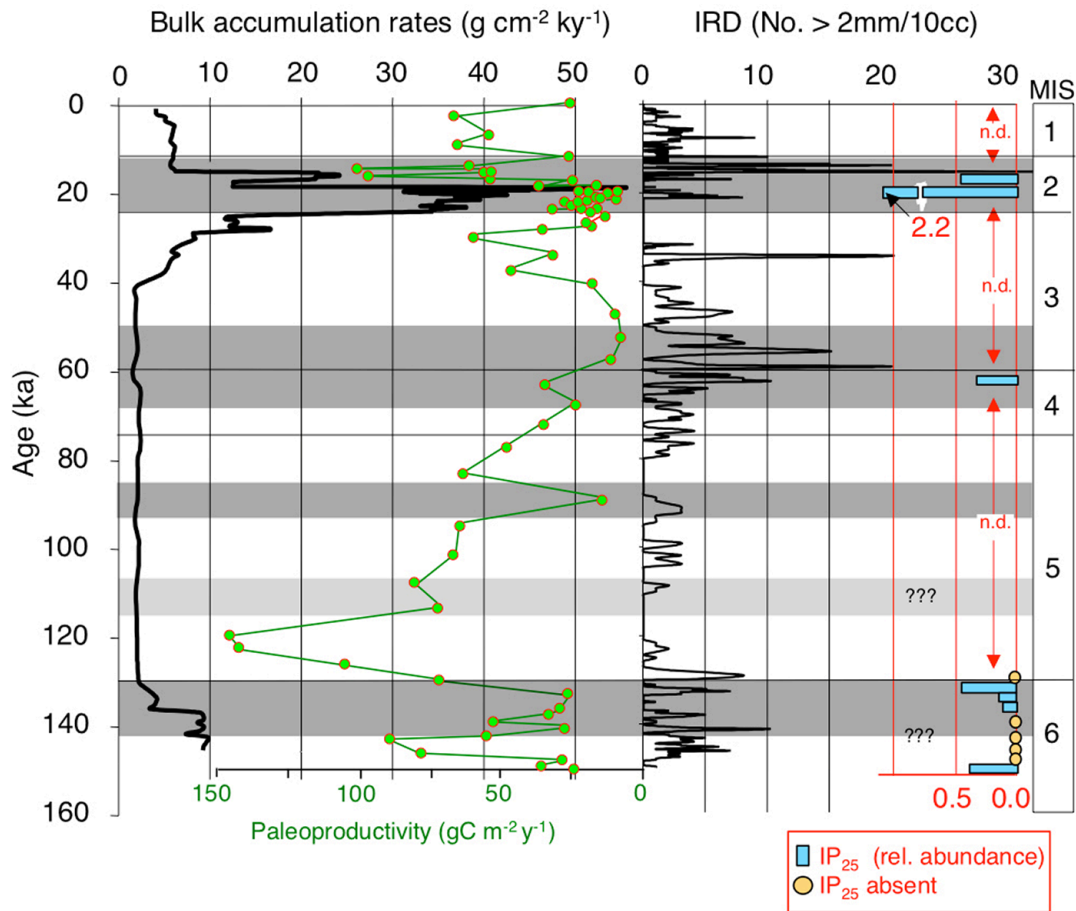 Bulk accumulation rates (g cm-2 ky-1)
IRD (No. > 2mm/10cc)
0 10 20 30 40 50
0 10 20 30
MIS
0
20
40
60
80
100
120
140
160
Age (ka)
n.d.
2.2
n.d.
n.d.
???
???
1
2
3
4
5
6
150 100 50 0
0.5 0.0
Paleoproductivity (gC m-2 y-1)
IP25 (rel. abundance)
IP25 absent